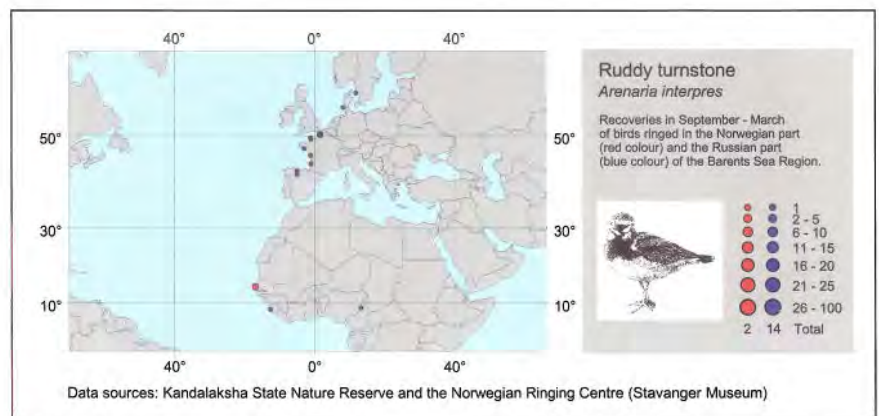 40° 0° 40°
50°
30°
10°
50°
30°
10°
40° 0° 40°
Ruddy turnstone
Arenaria interpres
Recoveries in September - March
of birds ringed in the Norwegian part
(red colour) and the Russian part
(blue colour) of the Barents Sea Region.
1
2 - 5
6 - 10
11 - 15
16 - 20
21 - 25
26 - 100
2 14 Total
Data sources: Kandalaksha State Nature Reserve and the Norwegian Ringing Centre (Stavanger Museum)